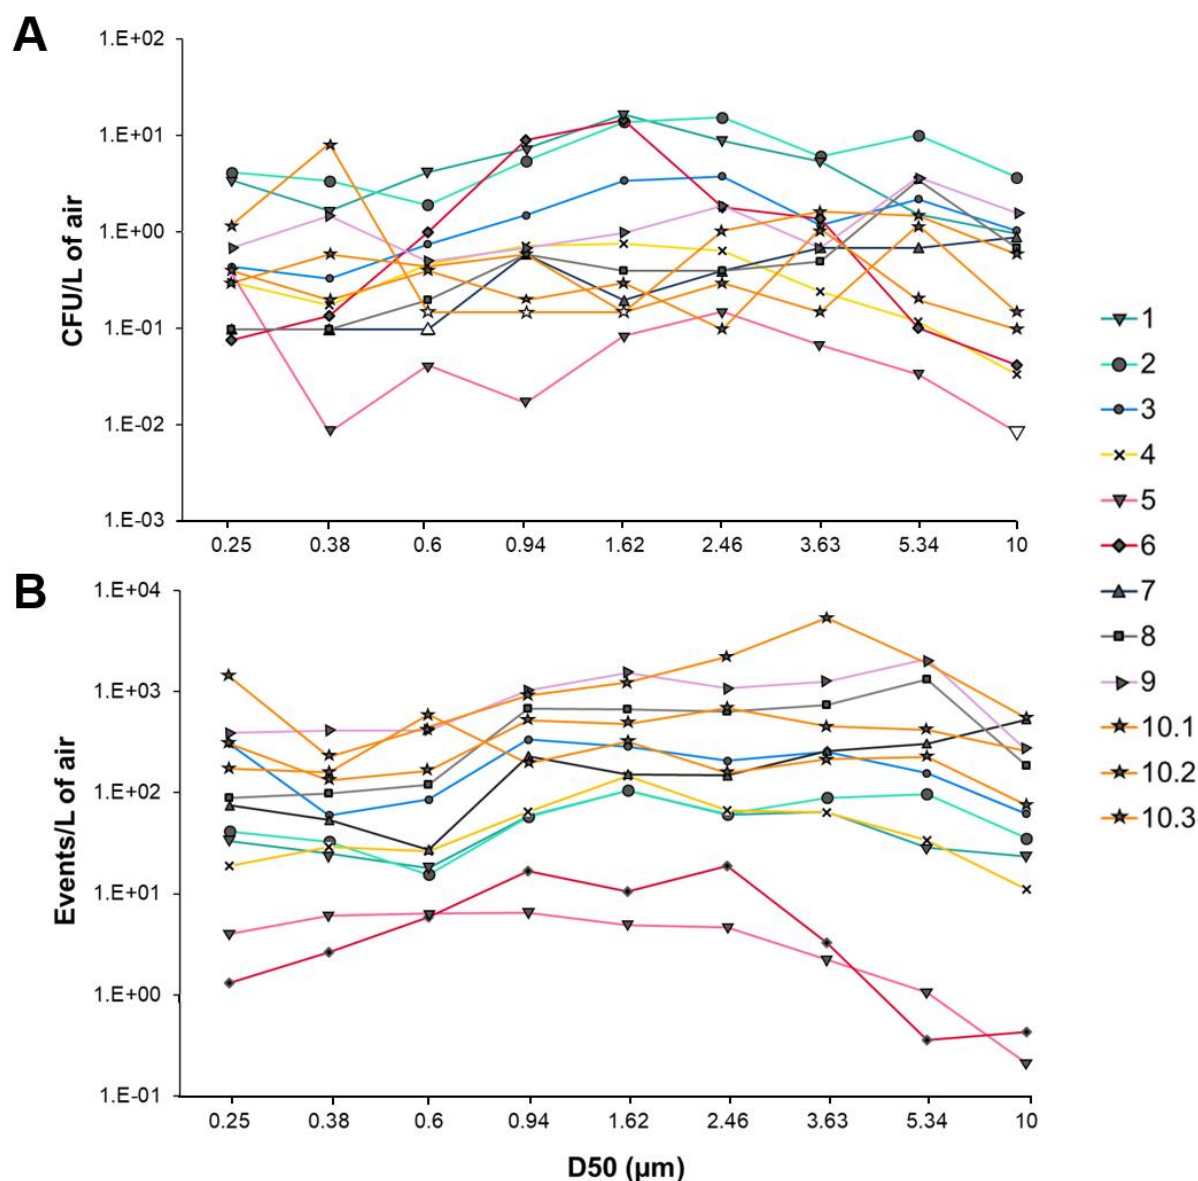 A
1.E+02
1.E+01
1.E+00
1.E-01
1.E-02
1.E-03
CFU/L of air
0.25 0.38 0.6 0.94 1.62 2.46 3.63 5.34 10
B
1.E+04
1.E+03
1.E+02
1.E+01
1.E+00
1.E-01
Events/L of air
0.25 0.38 0.6 0.94 1.62 2.46 3.63 5.34 10
D50 (µm)
1
2
3
4
5
6
7
8
9
10.1
10.2
10.3